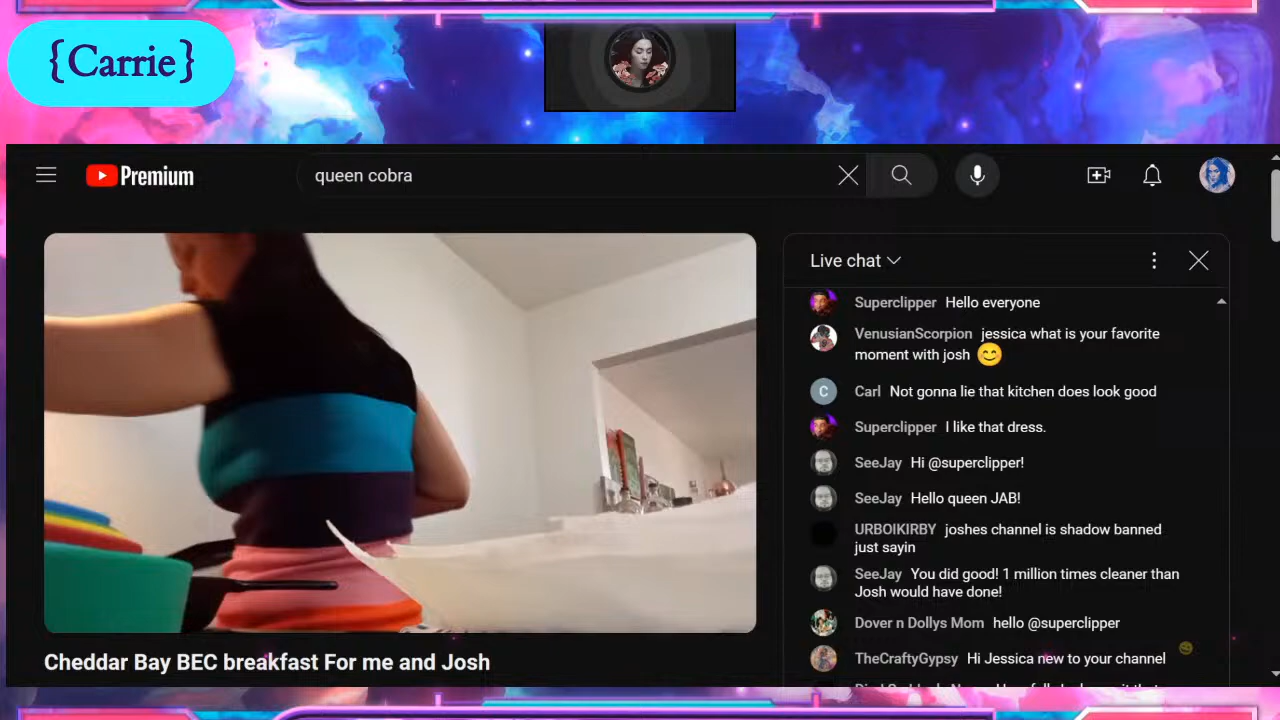 {Carrie}
Premium
queen cobra
Live chat
Superclipper Hello everyone
VenusianScorpion jessica what is your favorite
moment with josh
C Carl Not gonna lie that kitchen does look good
Superclipper I like that dress.
SeeJay Hi @superclipper!
SeeJay Hello queen JAB!
URBOIKIRBY joshes channel is shadow banned
just sayin
SeeJay You did good! 1 million times cleaner than
Josh would have done!
Dover n Dollys Mom hello @superclipper
TheCraftyGypsy Hi Jessica new to your channel
Cheddar Bay BEC breakfast For me and Josh